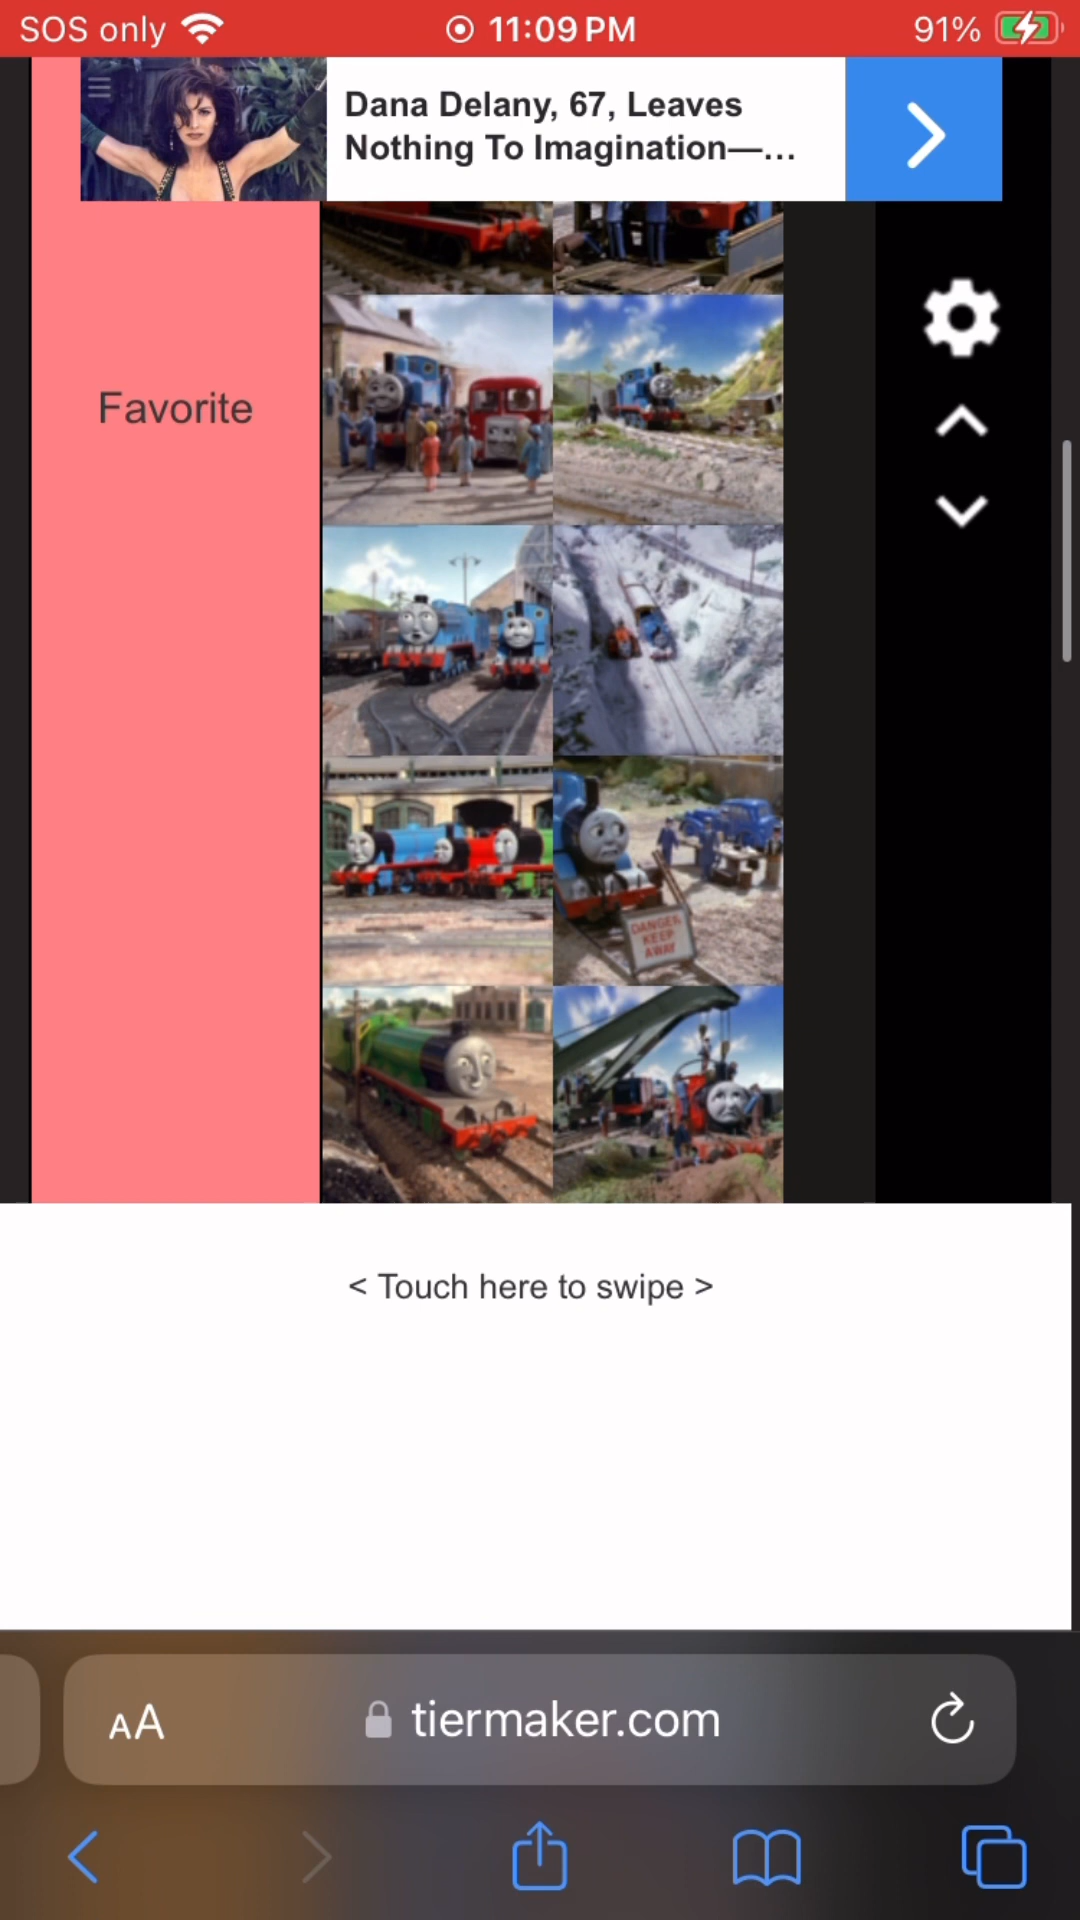 SOS only 11:09 PM 91%
Dana Delany, 67, Leaves
Nothing To Imagination—...
Favorite
DANGER
KEEP
AWAY
< Touch here to swipe >
AA tiermaker.com